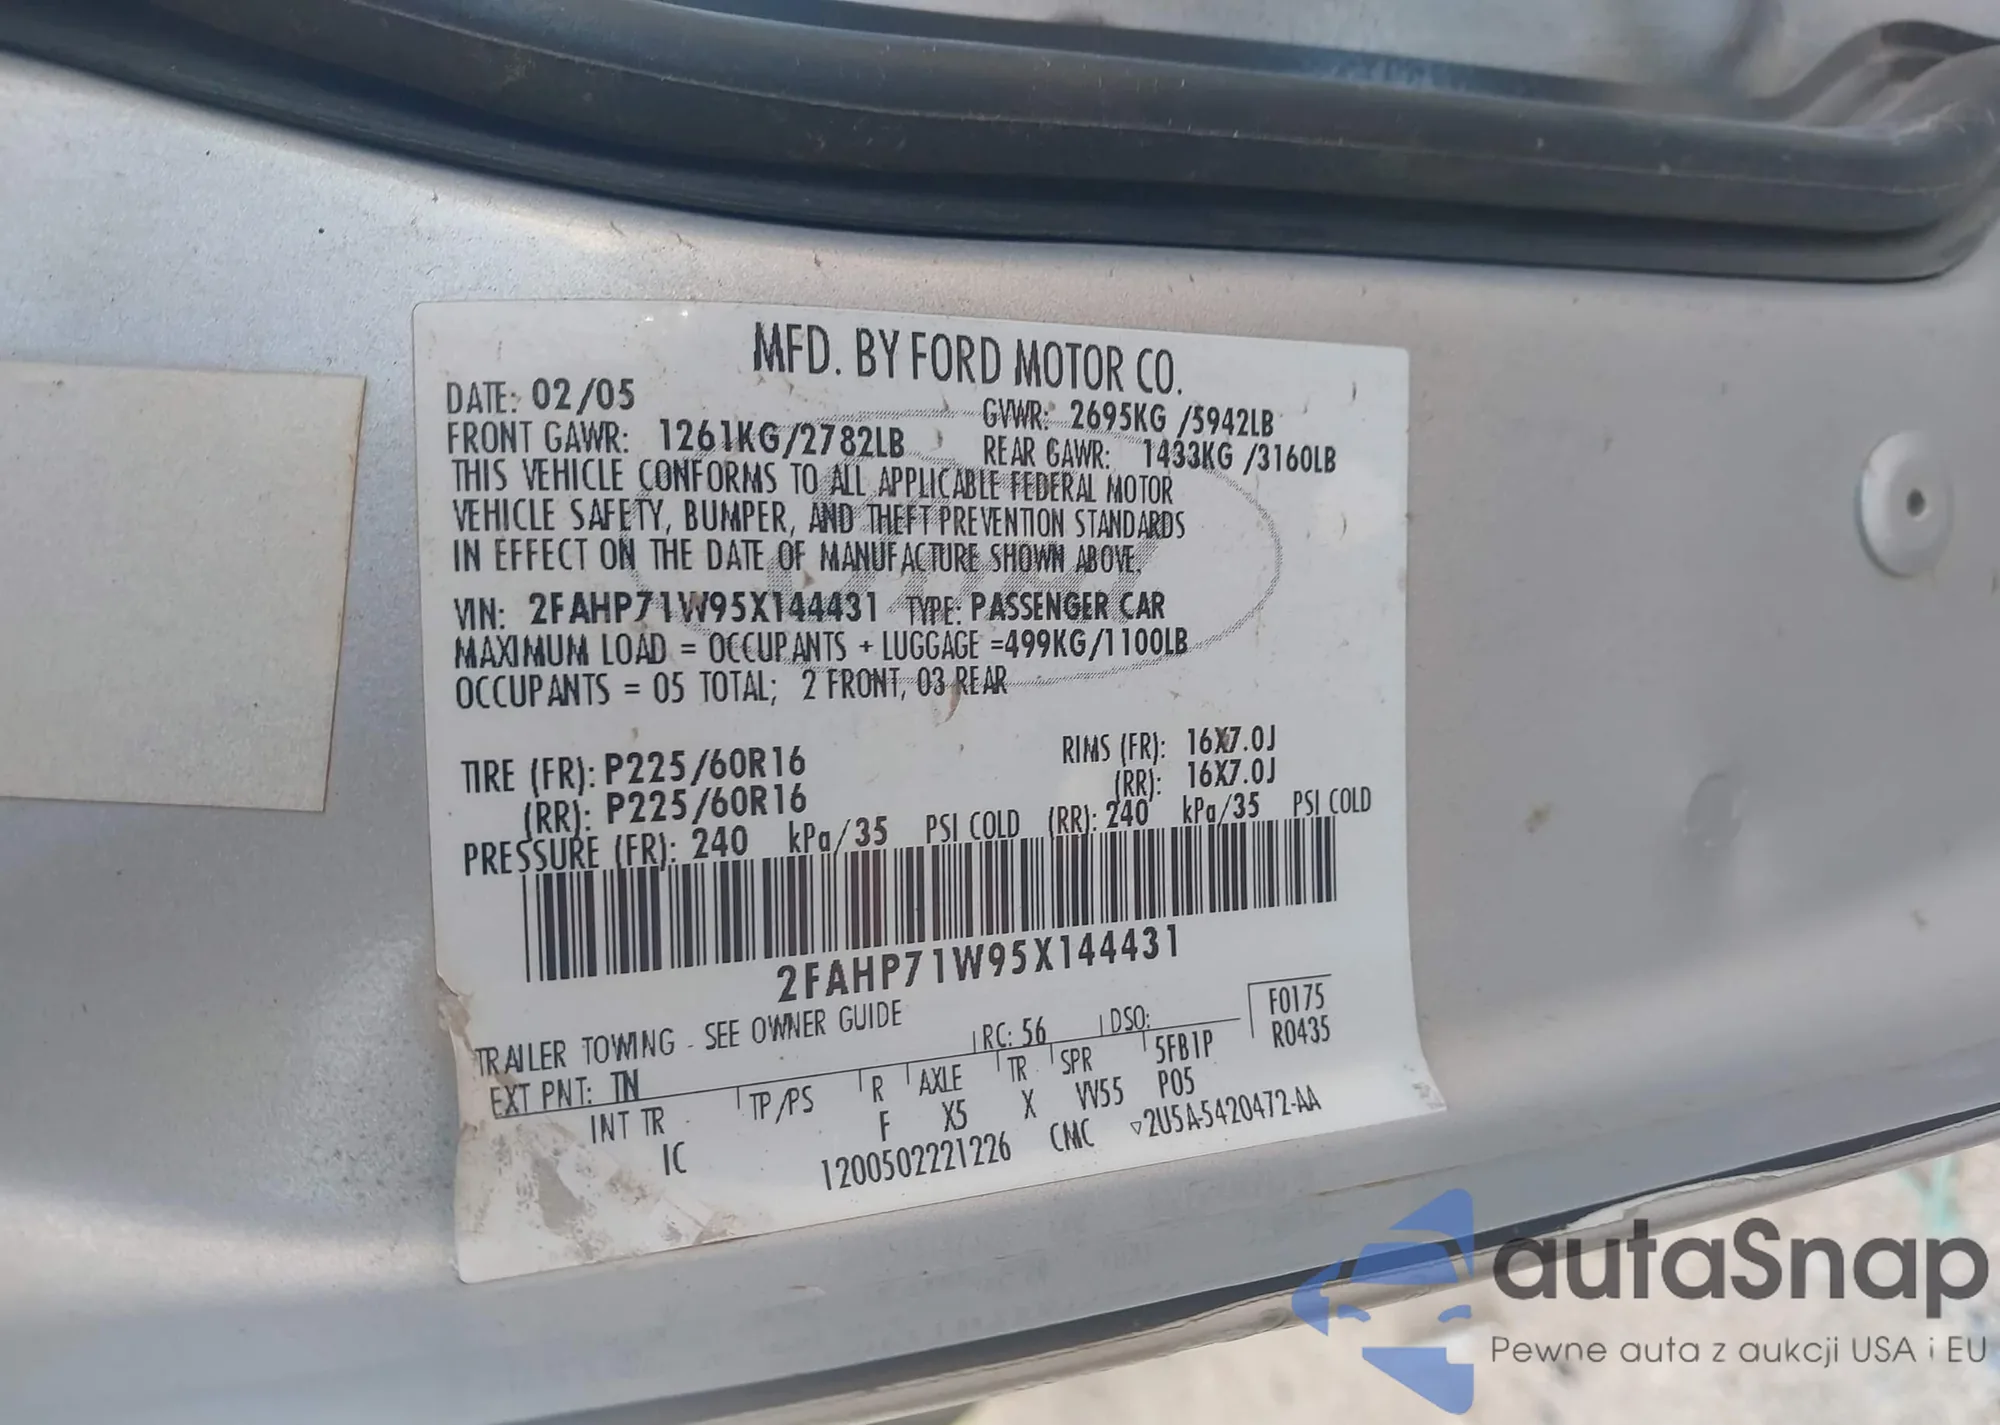 MFD. BY FORD MOTOR CO.
DATE: 02/05 GVWR: 2695KG /5942LB
FRONT GAWR: 1261KG/2782LB REAR GAWR: 1433KG /3160LB
THIS VEHICLE CONFORMS TO ALL APPLICABLE FEDERAL MOTOR
VEHICLE SAFETY, BUMPER, AND THEFT PREVENTION STANDARDS
IN EFFECT ON THE DATE OF MANUFACTURE SHOWN ABOVE.
VIN: 2FAHP71W95X144431 TYPE: PASSENGER CAR
MAXIMUM LOAD = OCCUPANTS + LUGGAGE =499KG/1100LB
OCCUPANTS = 05 TOTAL; 2 FRONT, 03 REAR
TIRE (FR): P225/60R16 RIMS (FR): 16X7.0J
(RR): P225/60R16 (RR): 16X7.0J
PRESSURE (FR): 240 kPa/35 PSI COLD (RR): 240 kPa/35 PSI COLD
2FAHP71W95X144431
TRAILER TOWING - SEE OWNER GUIDE
EXT PNT: TN RC: 56 DSO: F0175
R0435
INT TR TP/PS R AXLE TR SPR 5FB1P
IC F X5 X VV55 P05
1200502221226 CMC ▽2U5A-5420472-AA
autaSnap
Pewne auta z aukcji USA i EU